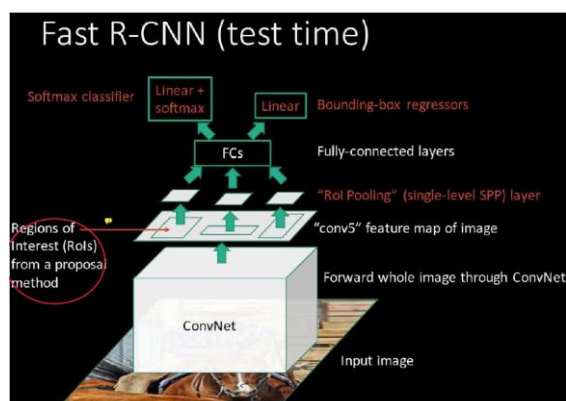 Fast R-CNN (test time)
Softmax classifier
Linear +
softmax
Linear
Bounding-box regressors
FCs
Fully-connected layers
"RoI Pooling" (single-level SPP) layer
Regions of
Interest (RoIs)
from a proposal
method
"conv5" feature map of image
Forward whole image through ConvNet
ConvNet
Input image